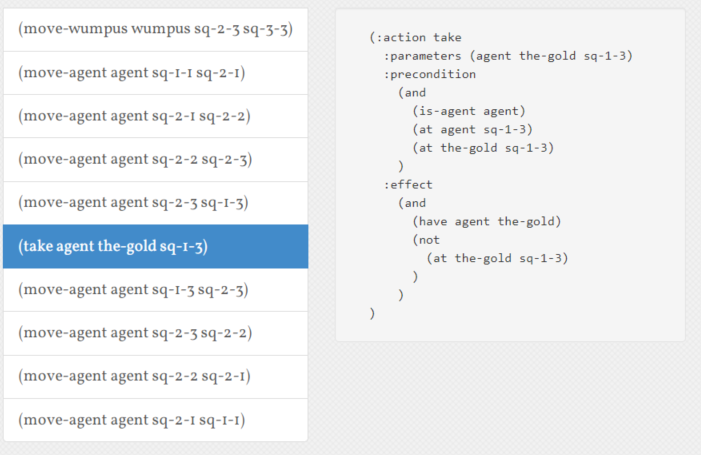 (move-wumpus wumpus sq-2-3 sq-3-3)
(move-agent agent sq-1-1 sq-2-1)
(move-agent agent sq-2-1 sq-2-2)
(move-agent agent sq-2-2 sq-2-3)
(move-agent agent sq-2-3 sq-1-3)
(take agent the-gold sq-1-3)
(move-agent agent sq-1-3 sq-2-3)
(move-agent agent sq-2-3 sq-2-2)
(move-agent agent sq-2-2 sq-2-1)
(move-agent agent sq-2-1 sq-1-1)
(:action take
:parameters (agent the-gold sq-1-3)
:precondition
(and
(is-agent agent)
(at agent sq-1-3)
(at the-gold sq-1-3)
)
:effect
(and
(have agent the-gold)
(not
(at the-gold sq-1-3)
)
)
)